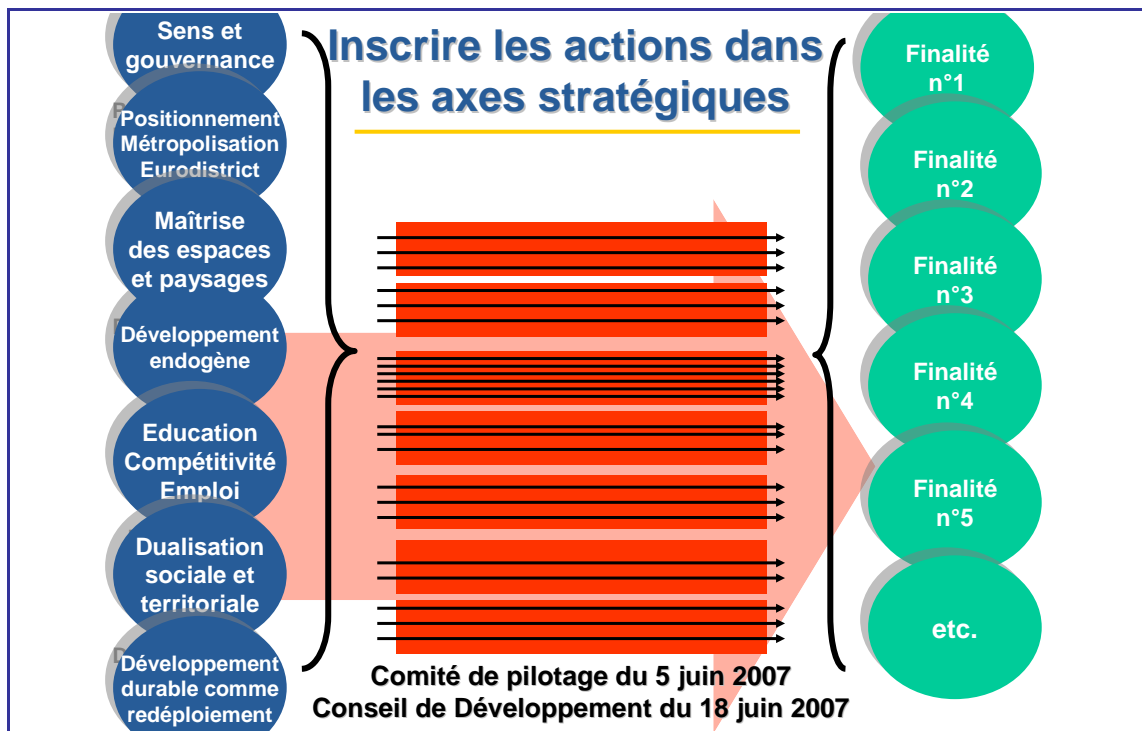 Inscrire les actions dans
les axes stratégiques
Sens et
gouvernance
Positionnement
Métropolisation
Eurodistrict
Maîtrise
des espaces
et paysages
Développement
endogène
Education
Compétitivité
Emploi
Dualisation
sociale et
territoriale
Développement
durable comme
redéploiement
Finalité
n°1
Finalité
n°2
Finalité
n°3
Finalité
n°4
Finalité
n°5
etc.
Comité de pilotage du 5 juin 2007
Conseil de Développement du 18 juin 2007